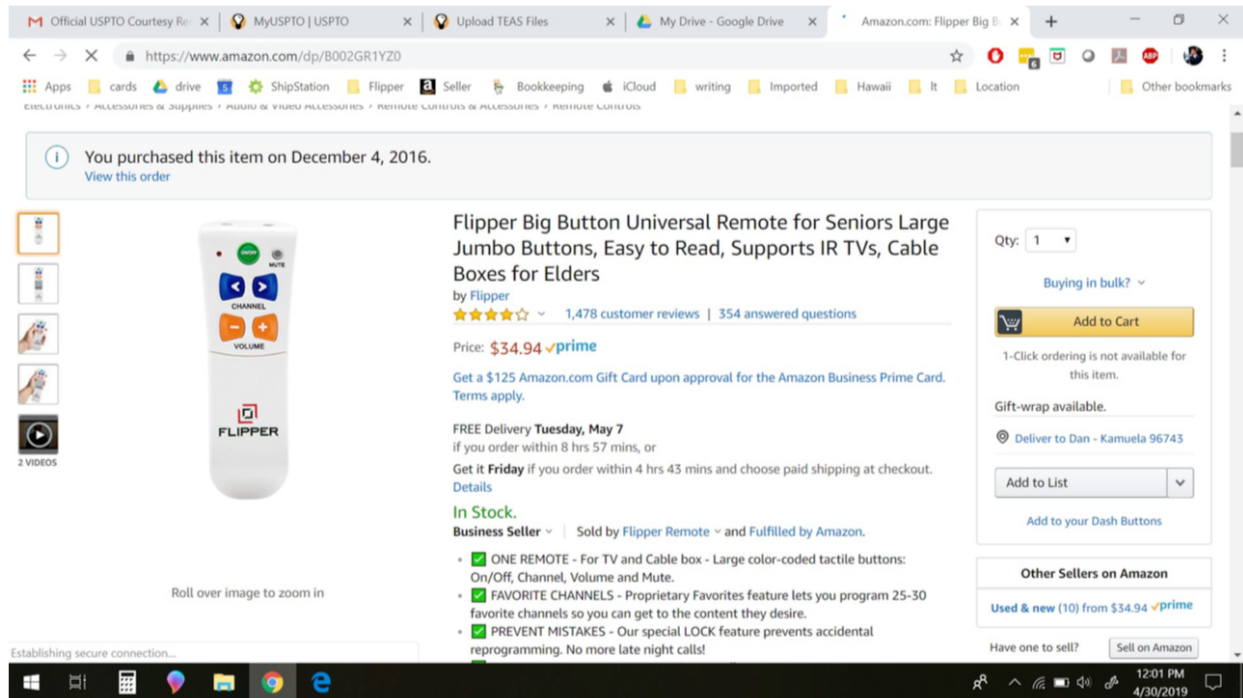 Official USPTO Courtesy Re
MyUSPTO | USPTO
Upload TEAS Files
My Drive - Google Drive
Amazon.com: Flipper Big B
https://www.amazon.com/dp/B002GR1YZ0
6
ABP
Apps
cards
drive
5
ShipStation
Flipper
a Seller
Bookkeeping
iCloud
writing
Imported
Hawaii
lt
Location
Other bookmarks
Electronics › Accessories & Supplies › Audio & Video Accessories › Remote Controls & Accessories › Remote Controls
You purchased this item on December 4, 2016.
View this order
2 VIDEOS
ON/OFF
MUTE
CHANNEL
VOLUME
FLIPPER
Roll over image to zoom in
Flipper Big Button Universal Remote for Seniors Large
Jumbo Buttons, Easy to Read, Supports IR TVs, Cable
Boxes for Elders
by Flipper
1,478 customer reviews | 354 answered questions
Price: $34.94 prime
Get a $125 Amazon.com Gift Card upon approval for the Amazon Business Prime Card.
Terms apply.
FREE Delivery Tuesday, May 7
if you order within 8 hrs 57 mins, or
Get it Friday if you order within 4 hrs 43 mins and choose paid shipping at checkout.
Details
In Stock.
Business Seller | Sold by Flipper Remote and Fulfilled by Amazon.
• ✅ ONE REMOTE - For TV and Cable box - Large color-coded tactile buttons:
On/Off, Channel, Volume and Mute.
• ✅ FAVORITE CHANNELS - Proprietary Favorites feature lets you program 25-30
favorite channels so you can get to the content they desire.
• ✅ PREVENT MISTAKES - Our special LOCK feature prevents accidental
reprogramming. No more late night calls!
Qty: 1
Buying in bulk?
Add to Cart
1-Click ordering is not available for
this item.
Gift-wrap available.
Deliver to Dan - Kamuela 96743
Add to List
Add to your Dash Buttons
Other Sellers on Amazon
Used & new (10) from $34.94 prime
Have one to sell?
Sell on Amazon
Establishing secure connection...
12:01 PM
4/30/2019